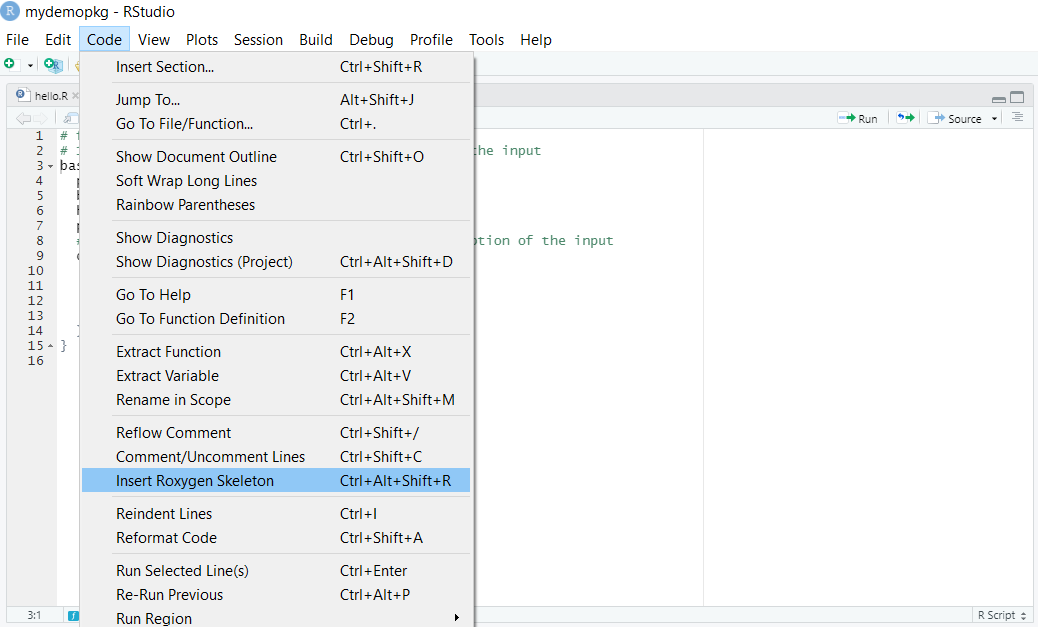 R mydemopkg - RStudio
File Edit Code View Plots Session Build Debug Profile Tools Help
Insert Section... Ctrl+Shift+R
Jump To... Alt+Shift+J
Go To File/Function... Ctrl+.
Show Document Outline Ctrl+Shift+O
Soft Wrap Long Lines
Rainbow Parentheses
Show Diagnostics
Show Diagnostics (Project) Ctrl+Alt+Shift+D
Go To Help F1
Go To Function Definition F2
Extract Function Ctrl+Alt+X
Extract Variable Ctrl+Alt+V
Rename in Scope Ctrl+Alt+Shift+M
Reflow Comment Ctrl+Shift+/
Comment/Uncomment Lines Ctrl+Shift+C
Insert Roxygen Skeleton Ctrl+Alt+Shift+R
Reindent Lines Ctrl+I
Reformat Code Ctrl+Shift+A
Run Selected Line(s) Ctrl+Enter
Re-Run Previous Ctrl+Alt+P
Run Region
hello.R
Run Source
1 #
2 # the input
3 bas
4
5
6
7
8 # ption of the input
9
10
11
12
13
14 }
15 }
16
3:1 R Script